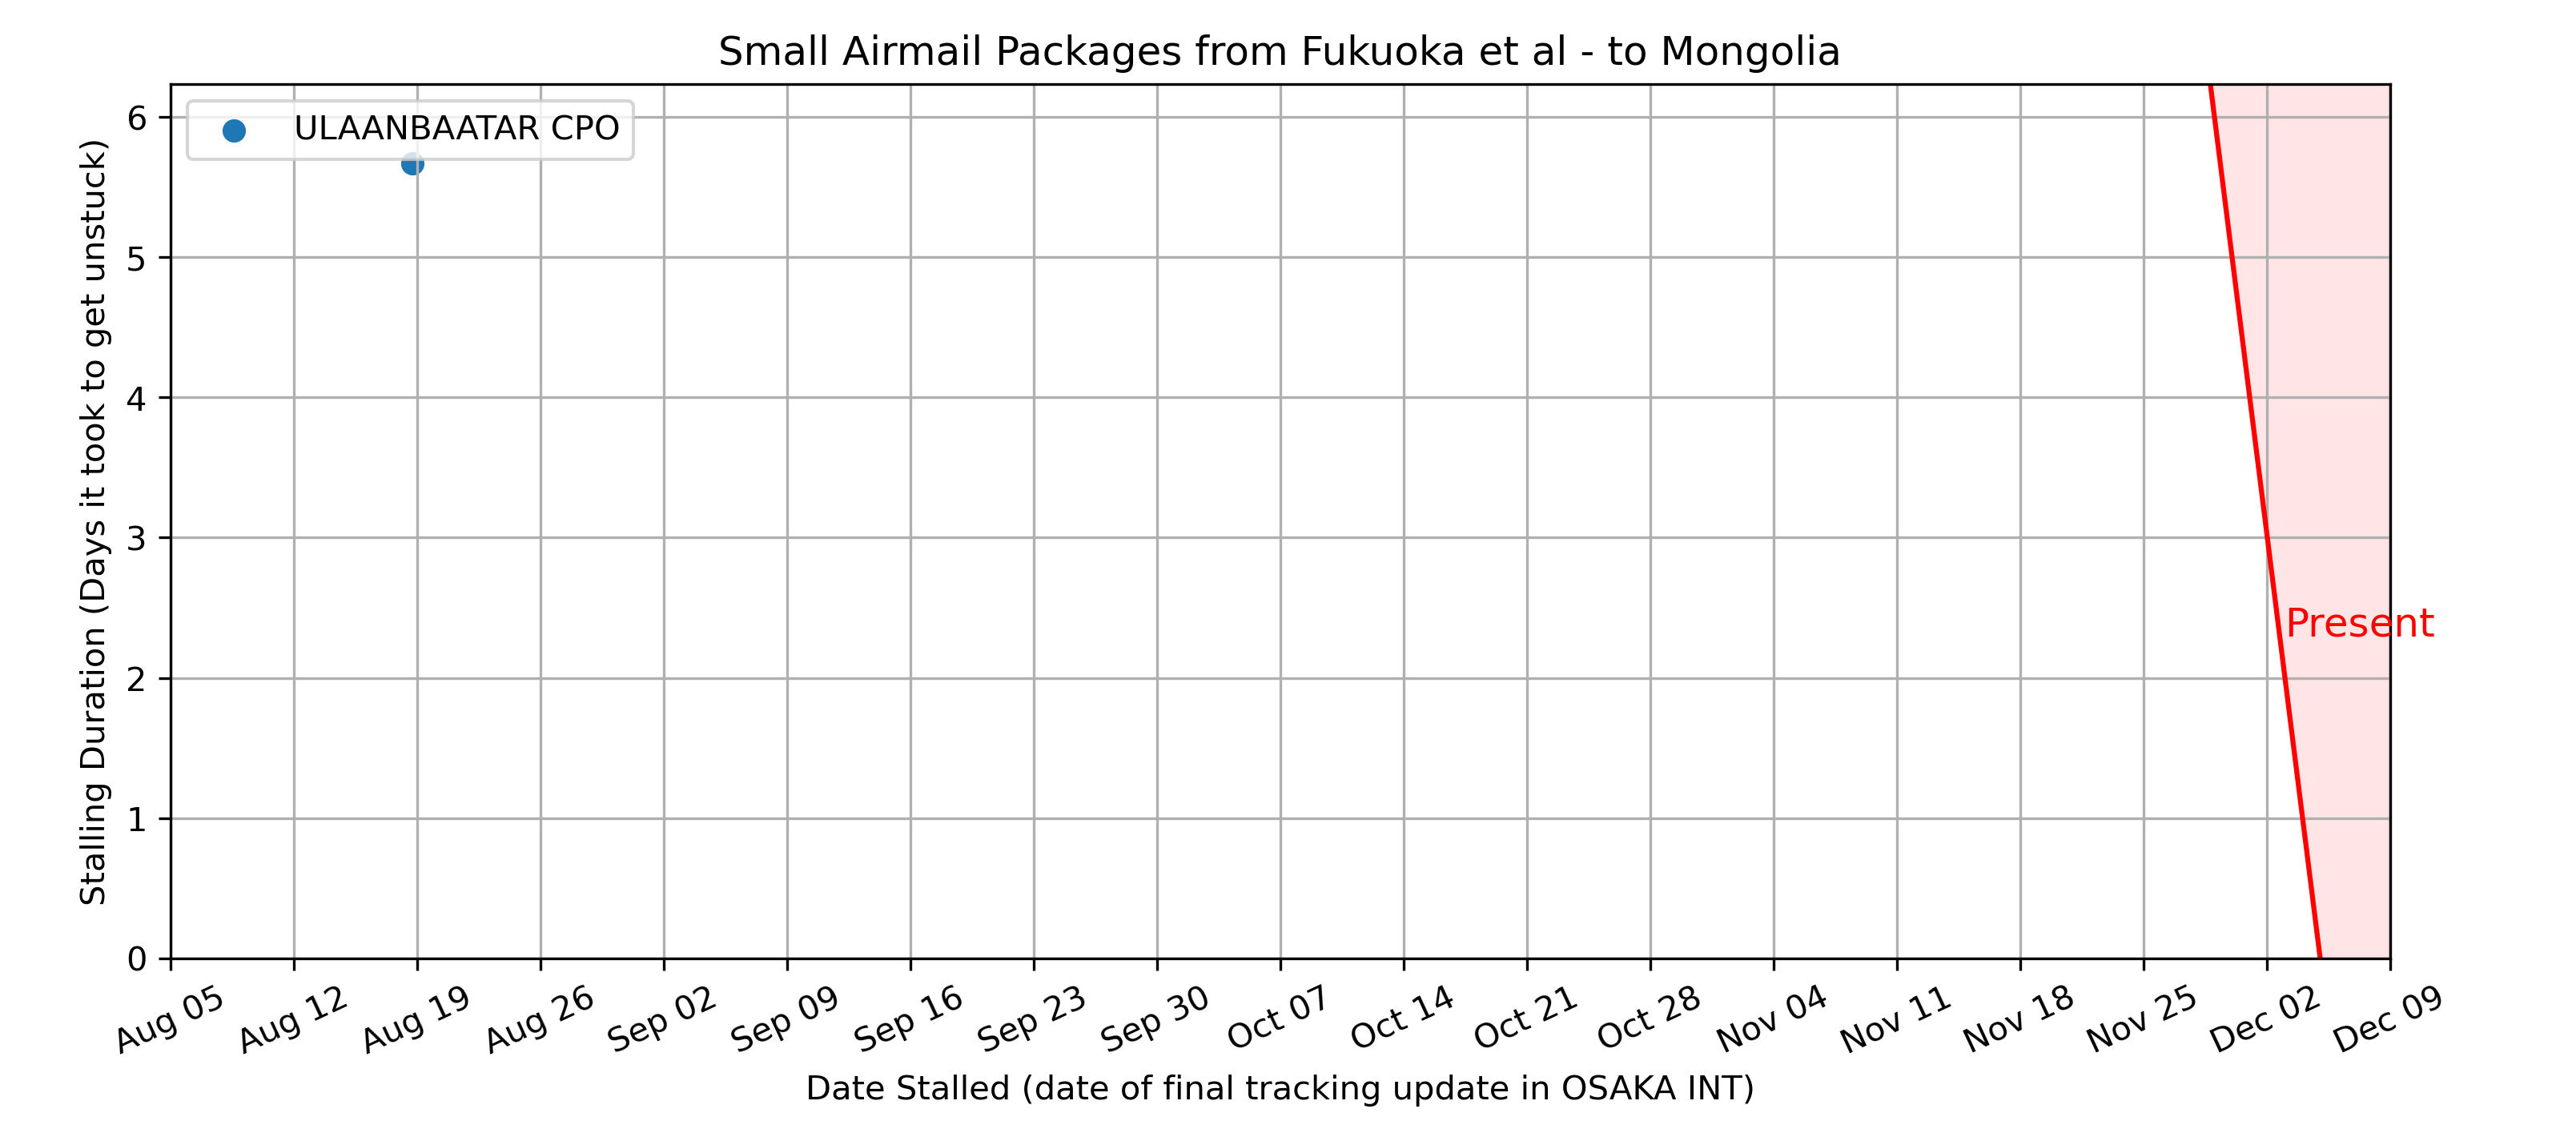 Small Airmail Packages from Fukuoka et al - to Mongolia
ULAANBAATAR CPO
Stalling Duration (Days it took to get unstuck)
6
5
4
3
2
1
0
Present
Aug 05
Aug 12
Aug 19
Aug 26
Sep 02
Sep 09
Sep 16
Sep 23
Sep 30
Oct 07
Oct 14
Oct 21
Oct 28
Nov 04
Nov 11
Nov 18
Nov 25
Dec 02
Dec 09
Date Stalled (date of final tracking update in OSAKA INT)